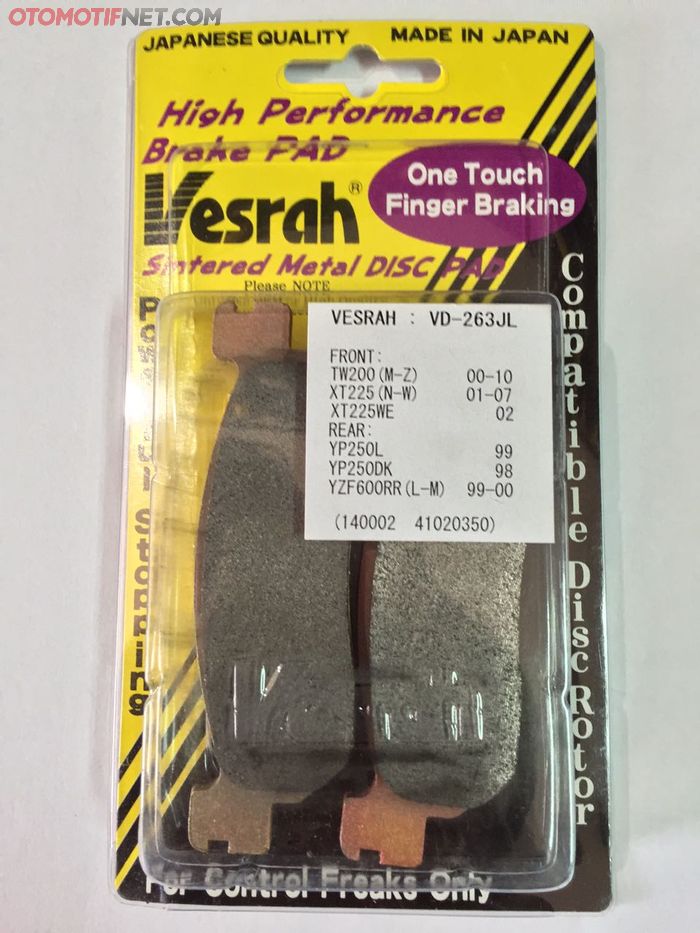 OTOMOTIFNET.COM
JAPANESE QUALITY MADE IN JAPAN
High Performance
Brake PAD
Vesrah®
One Touch
Finger Braking
Sintered Metal DISC PAD
Please NOTE
Compatible Disc Rotor
VESRAH : VD-263JL
FRONT:
TW200(M-Z) 00-10
XT225(N-W) 01-07
XT225WE 02
REAR:
YP250L 99
YP250DK 98
YZF600RR(L-M) 99-00
(140002 41020350)
For Control Freaks Only